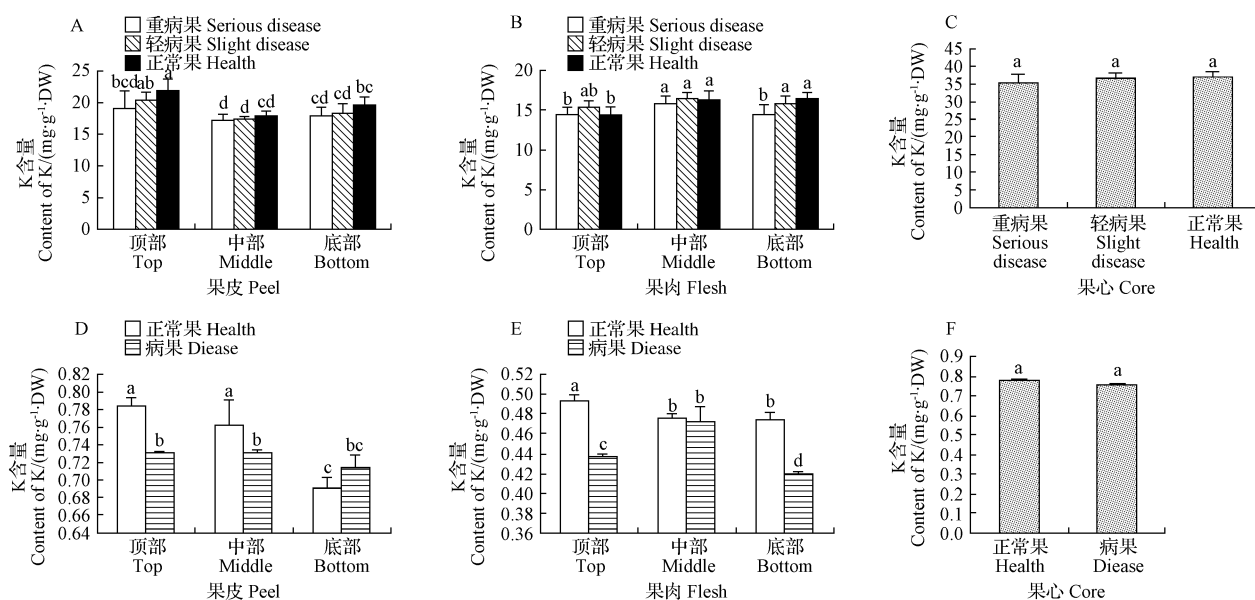 A
重病果 Serious disease
轻病果 Slight disease
正常果 Health
K含量
Content of K/(mg·g⁻¹·DW)
25
20
15
10
5
0
bcd ab a
d d cd
cd cd bc
顶部 中部 底部
Top Middle Bottom
果皮 Peel
B
重病果 Serious disease
轻病果 Slight disease
正常果 Health
K含量
Content of K/(mg·g⁻¹·DW)
20
15
10
5
0
b ab b
a a a
b a a
顶部 中部 底部
Top Middle Bottom
果肉 Flesh
C
K含量
Content of K/(mg·g⁻¹·DW)
45
40
35
30
25
20
15
10
5
0
a a a
重病果 轻病果 正常果
Serious Slight Health
disease disease
果心 Core
D
正常果 Health
病果 Diease
K含量
Content of K/(mg·g⁻¹·DW)
0.82
0.80
0.78
0.76
0.74
0.72
0.70
0.68
0.66
0.64
a b
a b
c bc
顶部 中部 底部
Top Middle Bottom
果皮 Peel
E
正常果 Health
病果 Diease
K含量
Content of K/(mg·g⁻¹·DW)
0.52
0.50
0.48
0.46
0.44
0.42
0.40
0.38
0.36
a c
b b
b d
顶部 中部 底部
Top Middle Bottom
果肉 Flesh
F
K含量
Content of K/(mg·g⁻¹·DW)
0.9
0.8
0.7
0.6
0.5
0.4
0.3
0.2
0.1
0.0
a a
正常果 病果
Health Diease
果心 Core